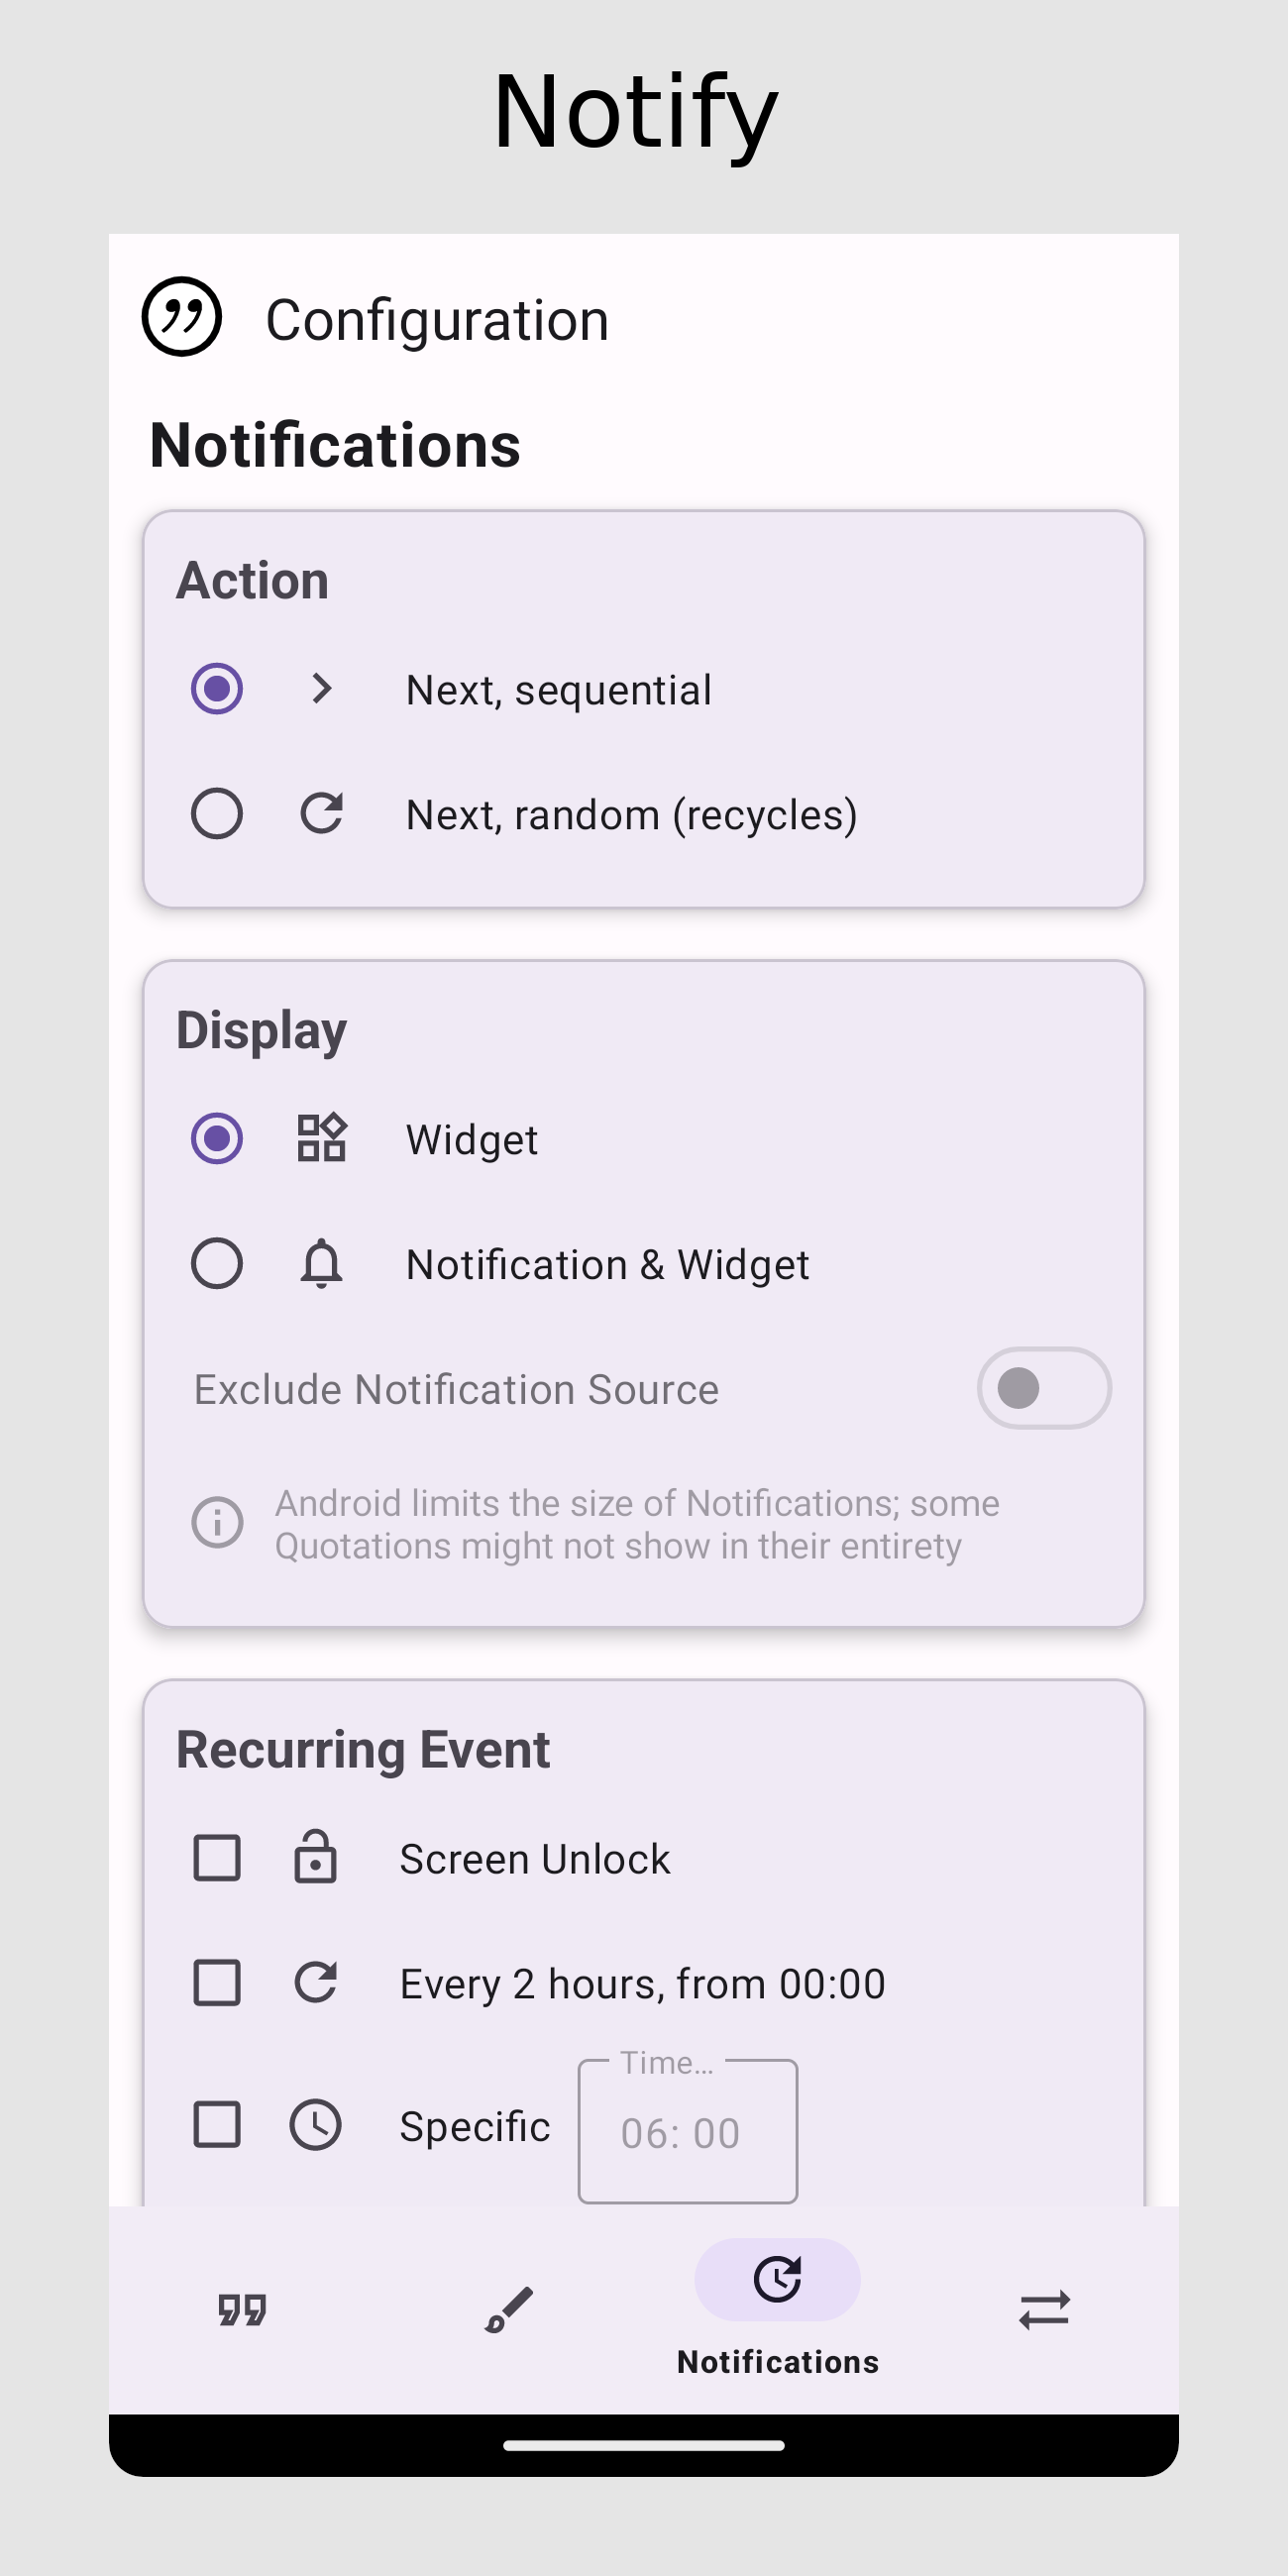 Notify
Configuration
Notifications
Action
Next, sequential
Next, random (recycles)
Display
Widget
Notification & Widget
Exclude Notification Source
Android limits the size of Notifications; some
Quotations might not show in their entirety
Recurring Event
Screen Unlock
Every 2 hours, from 00:00
Time…
Specific
06: 00
Notifications